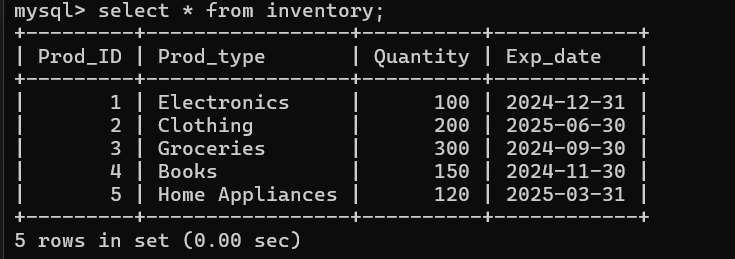 mysql> select * from inventory;
+---------+-----------------+----------+------------+
| Prod_ID | Prod_type       | Quantity | Exp_date   |
+---------+-----------------+----------+------------+
|       1 | Electronics     |      100 | 2024-12-31 |
|       2 | Clothing        |      200 | 2025-06-30 |
|       3 | Groceries       |      300 | 2024-09-30 |
|       4 | Books           |      150 | 2024-11-30 |
|       5 | Home Appliances |      120 | 2025-03-31 |
+---------+-----------------+----------+------------+
5 rows in set (0.00 sec)